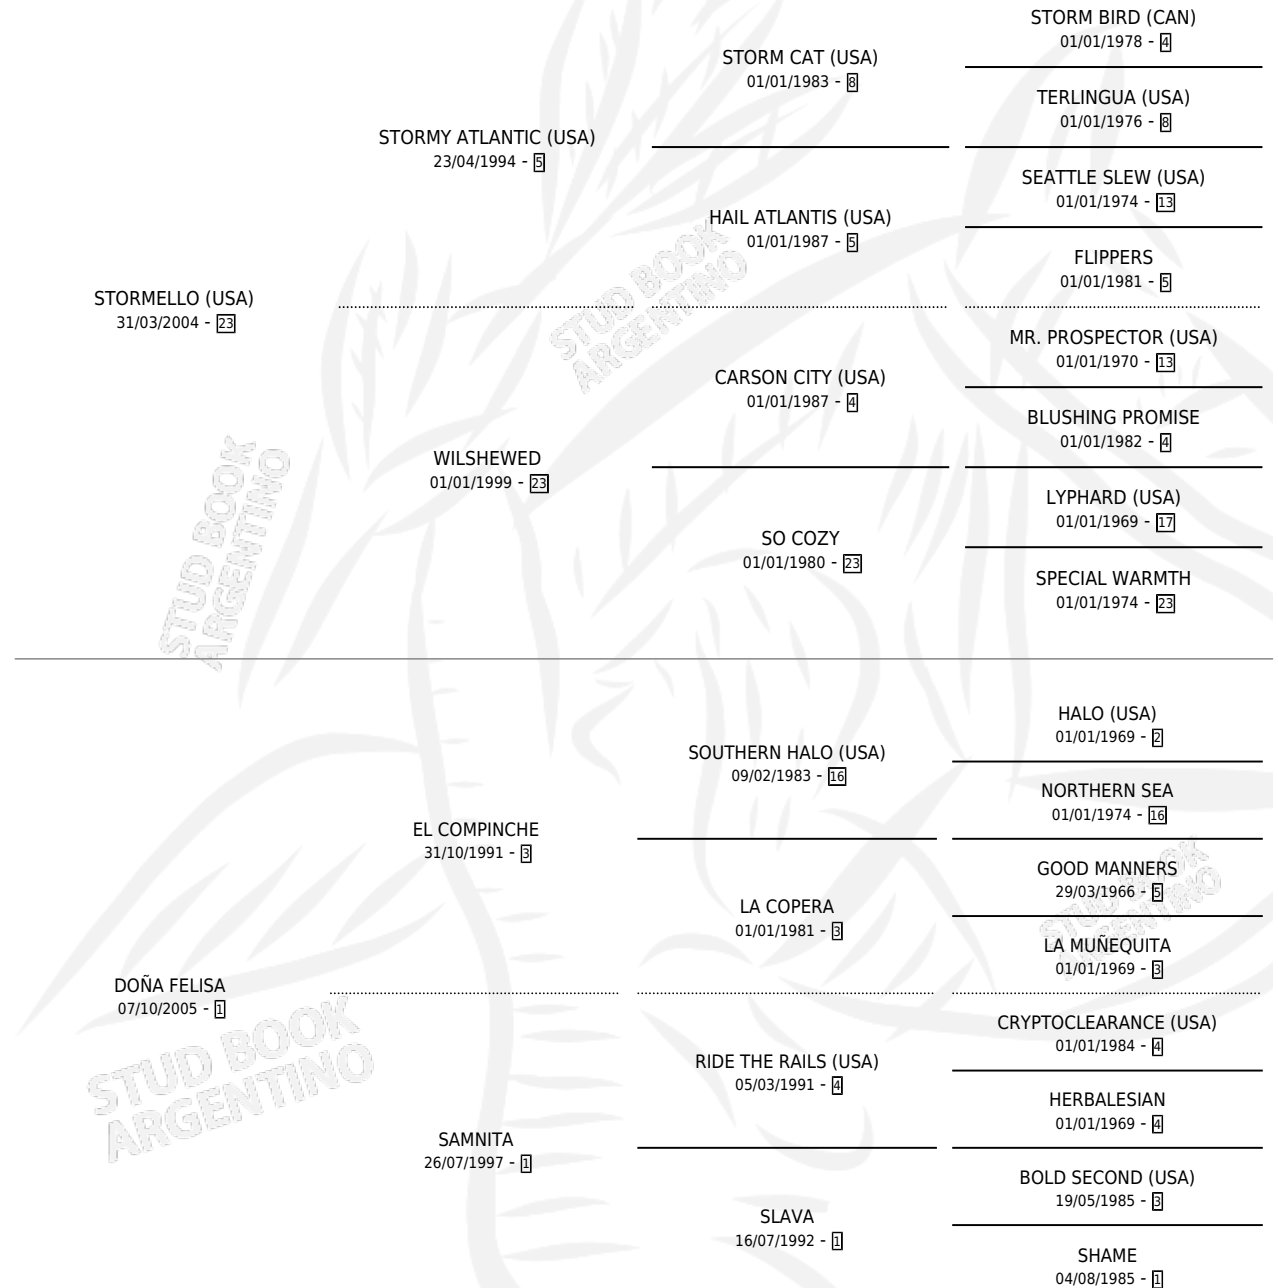 STORM BIRD (CAN)
01/01/1978 - 4
STORM CAT (USA)
01/01/1983 - 8
TERLINGUA (USA)
01/01/1976 - 8
STORMY ATLANTIC (USA)
23/04/1994 - 5
SEATTLE SLEW (USA)
01/01/1974 - 13
HAIL ATLANTIS (USA)
01/01/1987 - 5
FLIPPERS
01/01/1981 - 5
STORMELLO (USA)
31/03/2004 - 23
MR. PROSPECTOR (USA)
01/01/1970 - 13
CARSON CITY (USA)
01/01/1987 - 4
BLUSHING PROMISE
01/01/1982 - 4
WILSHEWED
01/01/1999 - 23
LYPHARD (USA)
01/01/1969 - 17
SO COZY
01/01/1980 - 23
SPECIAL WARMTH
01/01/1974 - 23
HALO (USA)
01/01/1969 - 2
SOUTHERN HALO (USA)
09/02/1983 - 16
NORTHERN SEA
01/01/1974 - 16
EL COMPINCHE
31/10/1991 - 3
GOOD MANNERS
29/03/1966 - 5
LA COPERA
01/01/1981 - 3
LA MUÑEQUITA
01/01/1969 - 3
DOÑA FELISA
07/10/2005 - 1
CRYPTOCLEARANCE (USA)
01/01/1984 - 4
RIDE THE RAILS (USA)
05/03/1991 - 4
HERBALESIAN
01/01/1969 - 4
SAMNITA
26/07/1997 - 1
BOLD SECOND (USA)
19/05/1985 - 3
SLAVA
16/07/1992 - 1
SHAME
04/08/1985 - 1
STUD BOOK
ARGENTINO
STUD BOOK
ARGENTINO
STUD BOOK
ARGENTINO
STUD BOOK
ARGENTINO